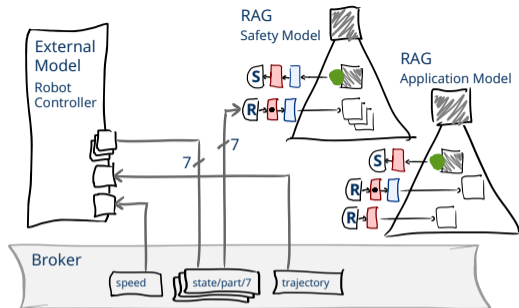 External
Model
Robot
Controller
RAG
Safety Model
S
R
7
7
RAG
Application Model
S
R
R
Broker
speed
state/part/7
trajectory